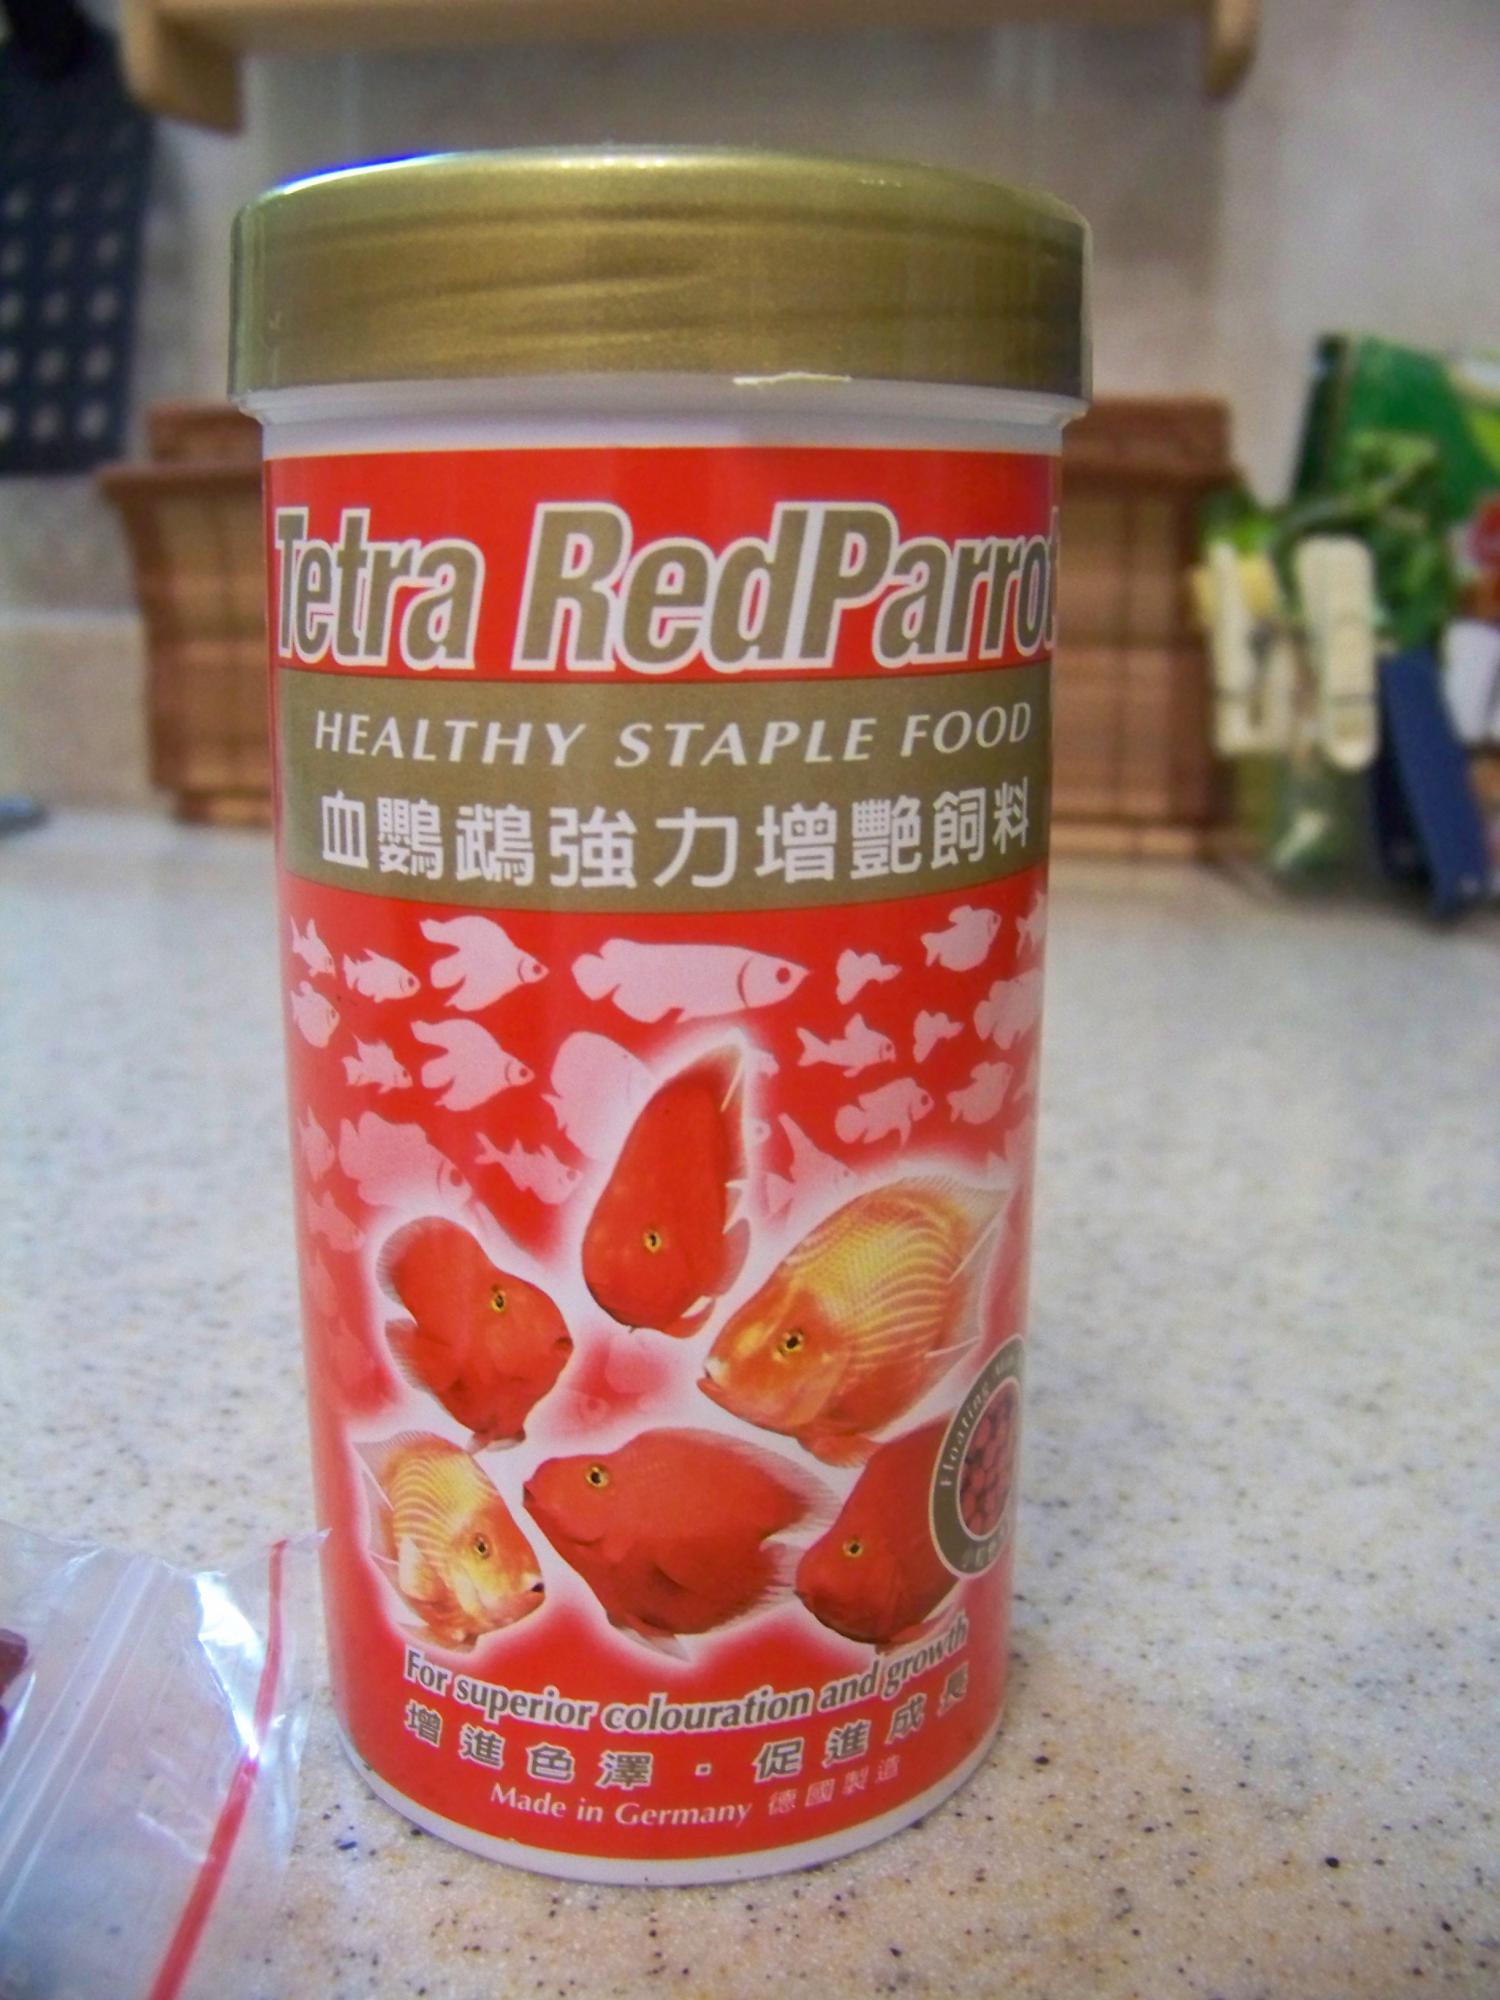 Tetra RedParrot
HEALTHY STAPLE FOOD
血鸚鵡強力增艷飼料
Floating
For superior colouration and growth
增進色澤・促進成長
Made in Germany 德國製造